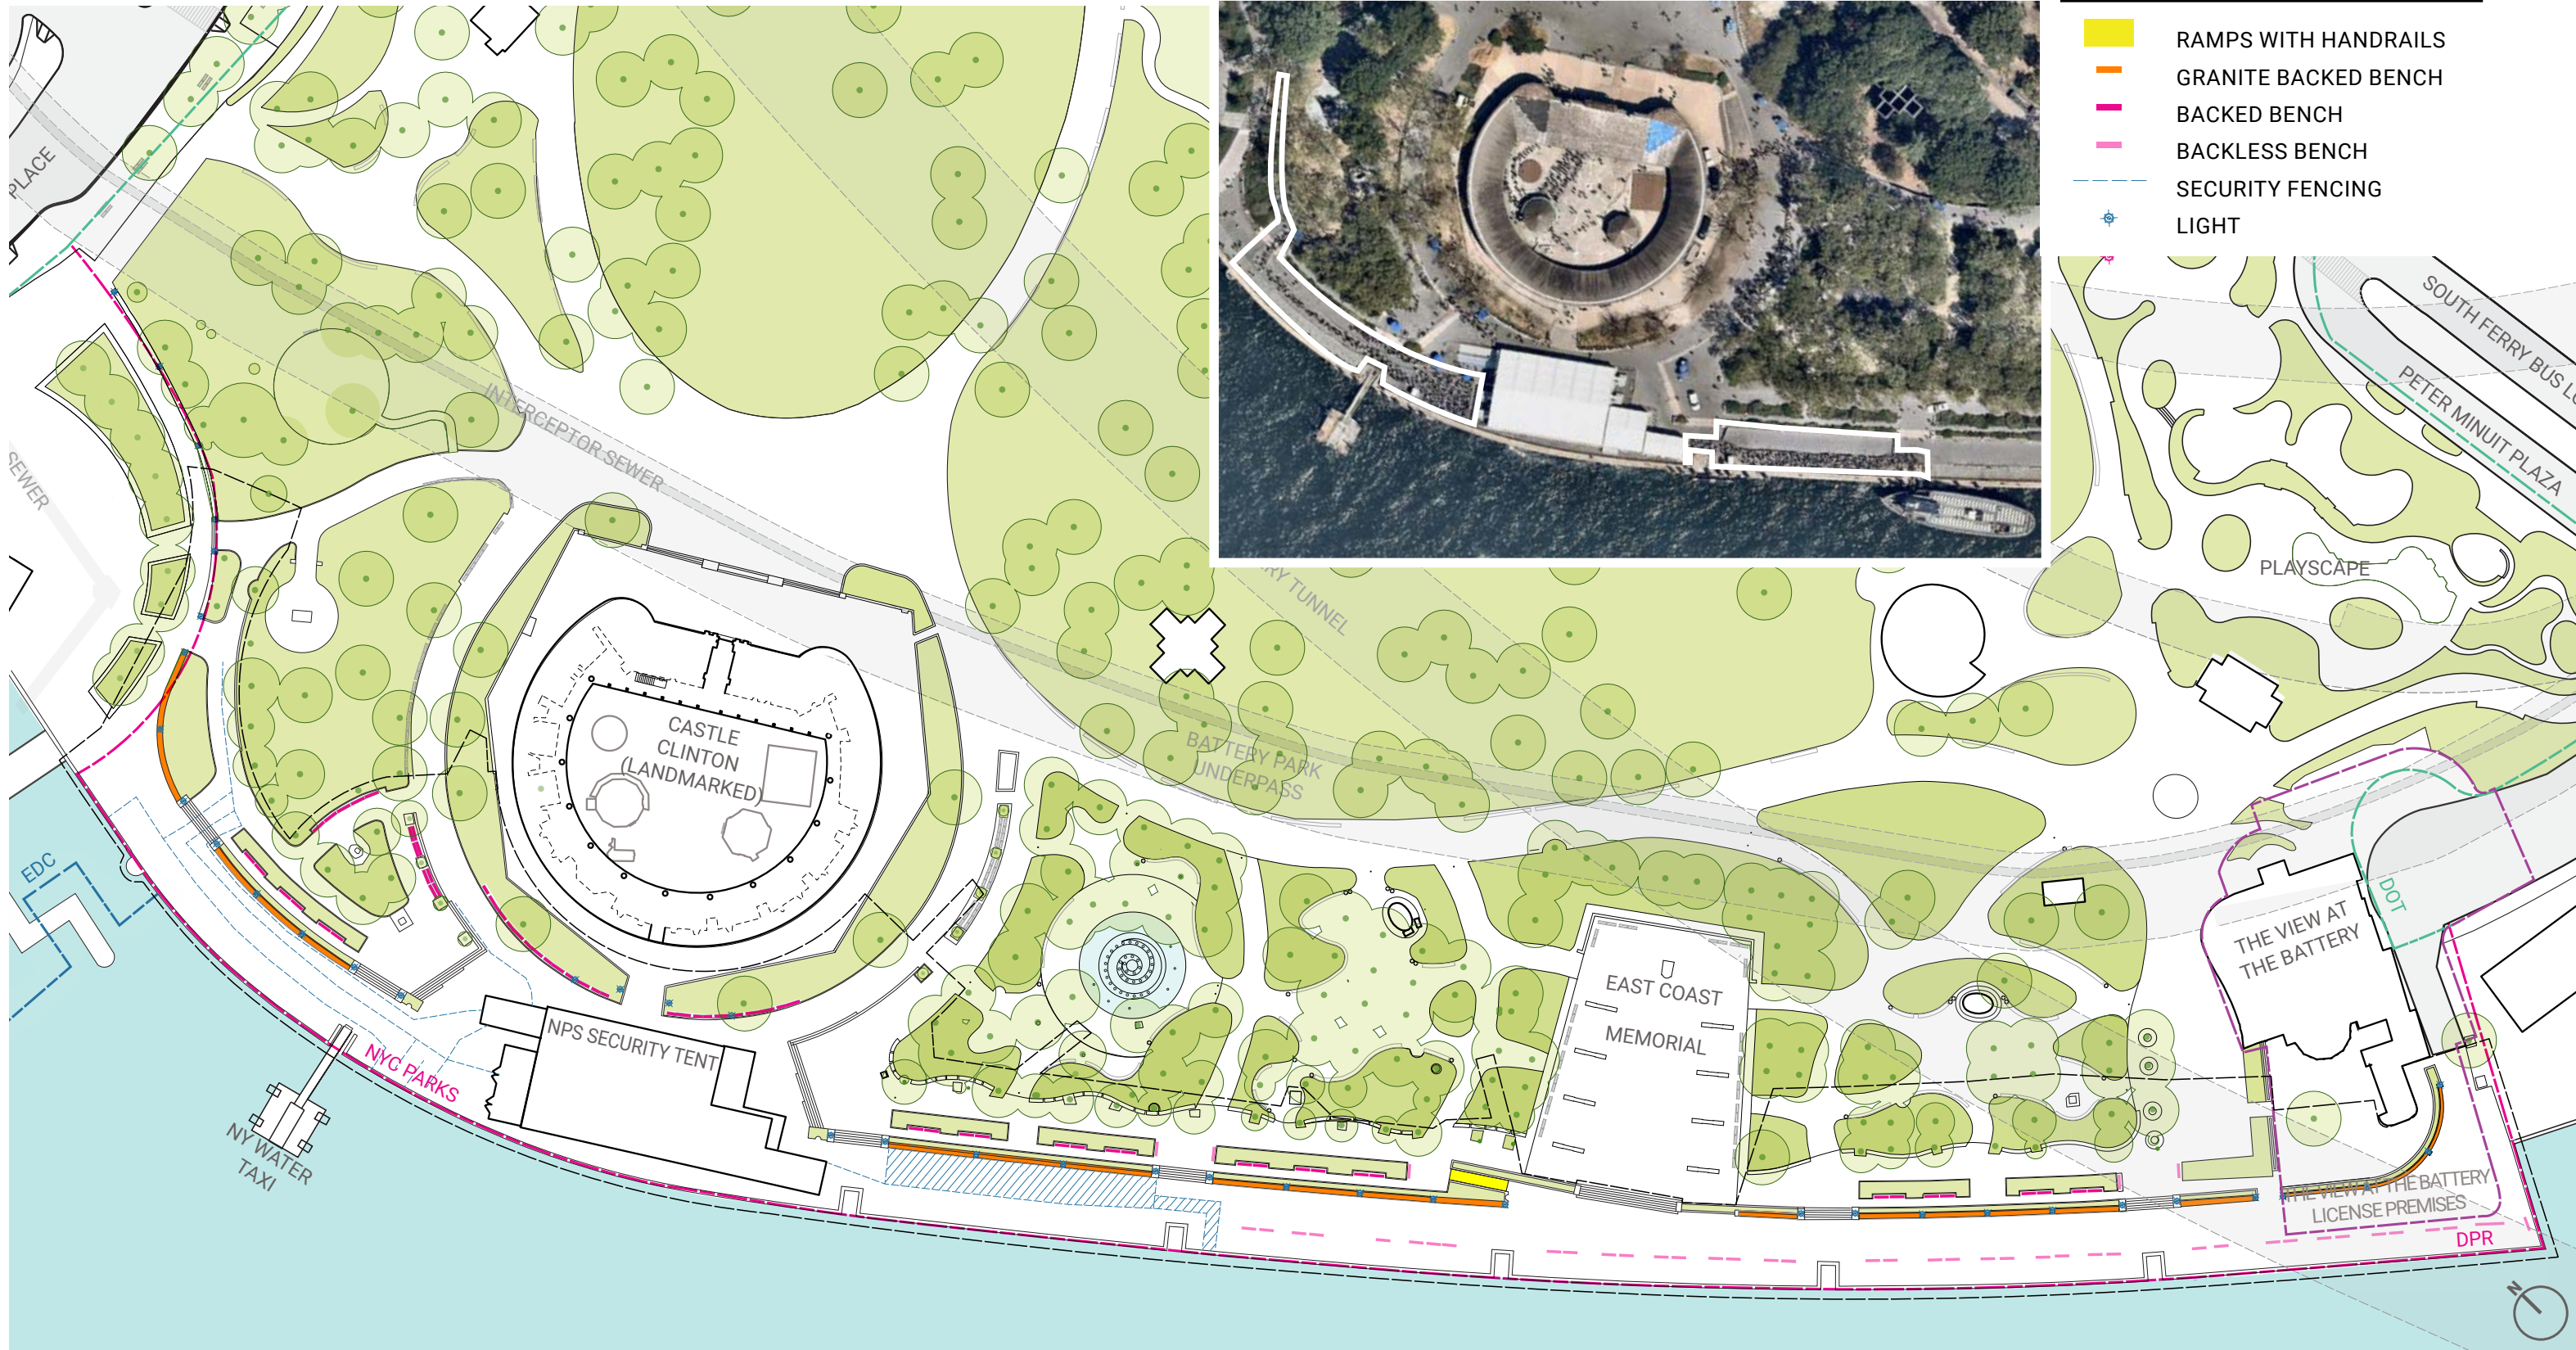 RAMPS WITH HANDRAILS
GRANITE BACKED BENCH
BACKED BENCH
BACKLESS BENCH
SECURITY FENCING
LIGHT
PLACE
SEWER
INTERCEPTOR SEWER
SOUTH FERRY BUS
PETER MINUIT PLAZA
PLAYSCAPE
TUNNEL
BATTERY PARK
UNDERPASS
CASTLE
CLINTON
(LANDMARKED)
EDC
NPS SECURITY TENT
NYC PARKS
NY WATER
TAXI
EAST COAST
MEMORIAL
THE VIEW AT
THE BATTERY
DOT
THE VIEW AT THE BATTERY
LICENSE PREMISES
DPR
N